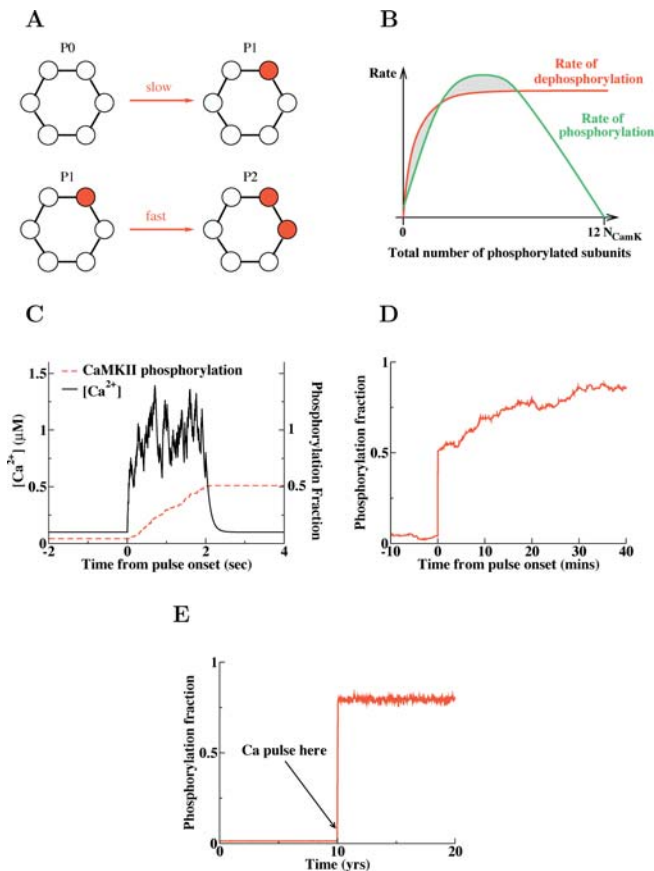 A
P0
P1
slow
P1
P2
fast
B
Rate
Rate of
dephosphorylation
Rate of
phosphorylation
0
12 N_CamK
Total number of phosphorylated subunits
C
CaMKII phosphorylation
[Ca²⁺]
1.5
1
0.5
0
[Ca²⁺] (μM)
1
0.5
Phosphorylation Fraction
-2
0
2
4
Time from pulse onset (sec)
D
1
0.5
0
Phosphorylation fraction
-10
0
10
20
30
40
Time from pulse onset (mins)
E
1
0.5
0
Phosphorylation fraction
Ca pulse here
0
10
20
Time (yrs)